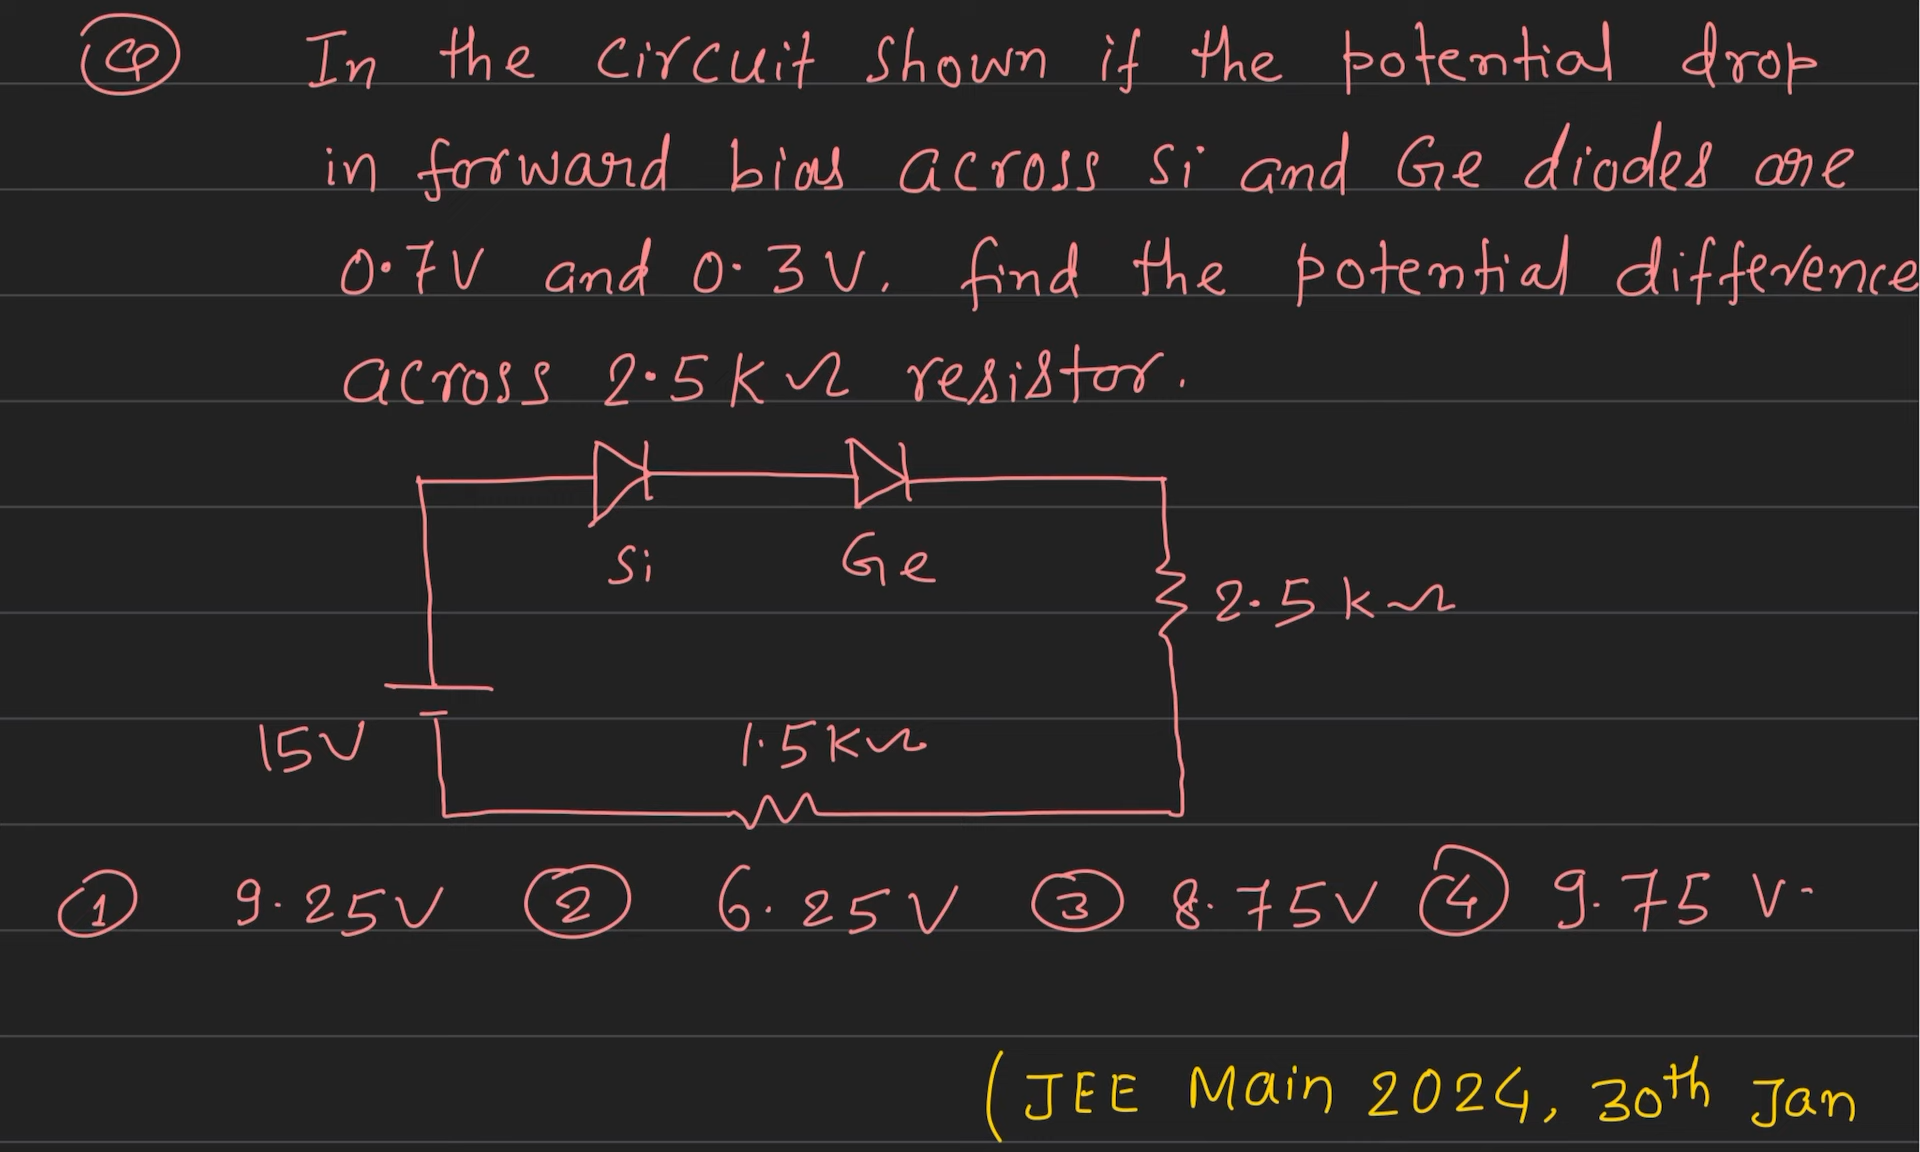 Q In the circuit shown if the potential drop
in forward bias across Si and Ge diodes are
0.7V and 0.3V, find the potential difference
across 2.5KΩ resistor.
Si Ge
2.5KΩ
15V 1.5KΩ
① 9.25V ② 6.25V ③ 8.75V ④ 9.75 V.
(JEE Main 2024, 30th Jan